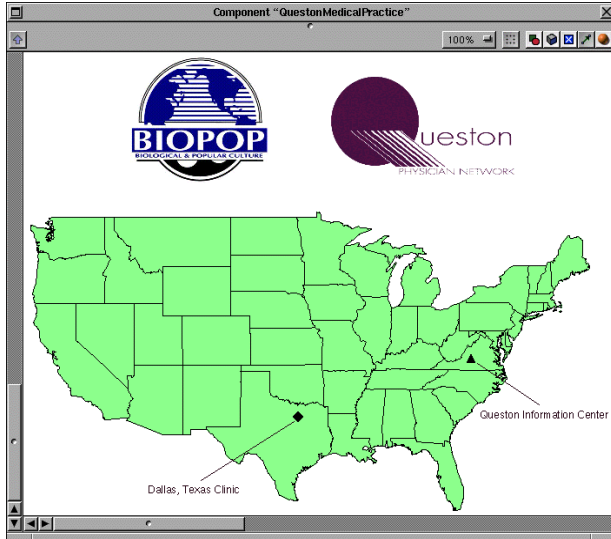 Component “QuestonMedicalPractice”
100%
BIOPOP
BIOLOGICAL & POPULAR CULTURE
Queston
PHYSICIAN NETWORK
Queston Information Center
Dallas, Texas Clinic